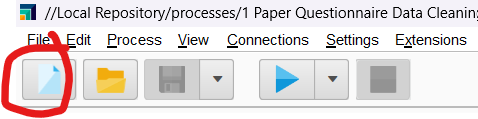 //Local Repository/processes/1 Paper Questionnaire Data Cleaning
File Edit Process View Connections Settings Extensions